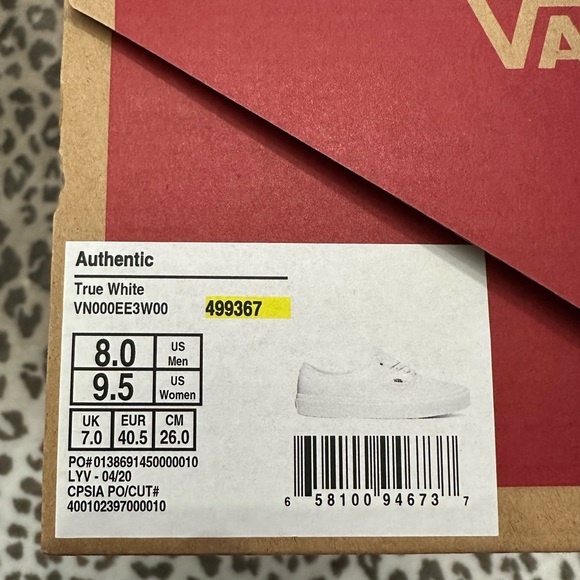 VA
Authentic
True White
VN000EE3W00 499367
8.0 US Men
9.5 US Women
UK 7.0 EUR 40.5 CM 26.0
PO#0138691450000010
LYV - 04/20
CPSIA PO/CUT#
400102397000010
6 58100 94673 7